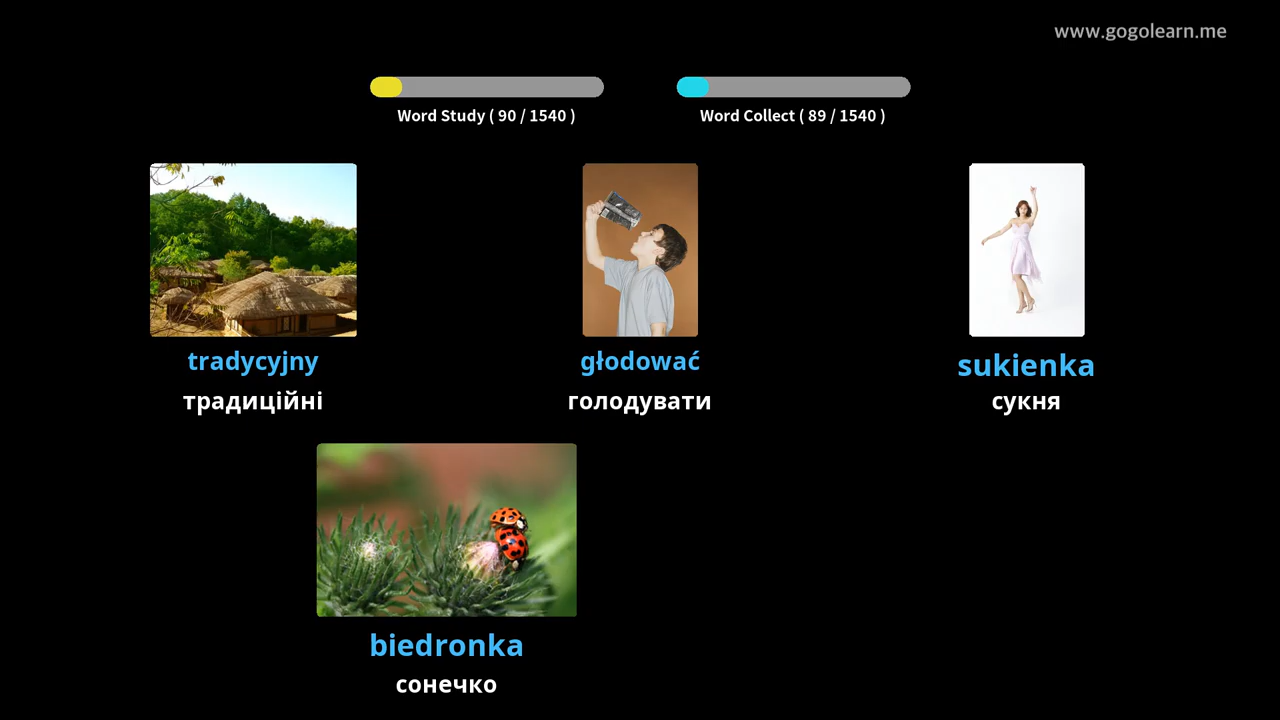 www.gogolearn.me
Word Study ( 90 / 1540 )
Word Collect ( 89 / 1540 )
tradycyjny
głodować
sukienka
традиційні
голодувати
сукня
biedronka
сонечко